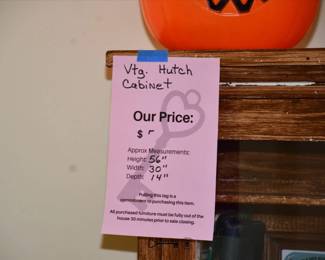 Vtg. Hutch
Cabinet
Our Price:
$
Approx Measurements:
Height: 56"
Width: 30"
Depth: 14"
Pulling this tag is a
commitment to purchasing this item.
All purchased furniture must be fully out of the
house 30 minutes prior to sale closing.